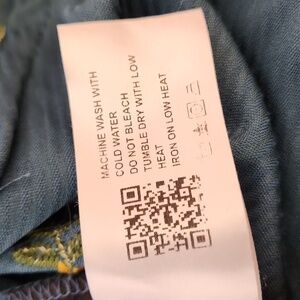 MACHINE WASH WITH
COLD WATER
DO NOT BLEACH
TUMBLE DRY WITH LOW
HEAT
IRON ON LOW HEAT